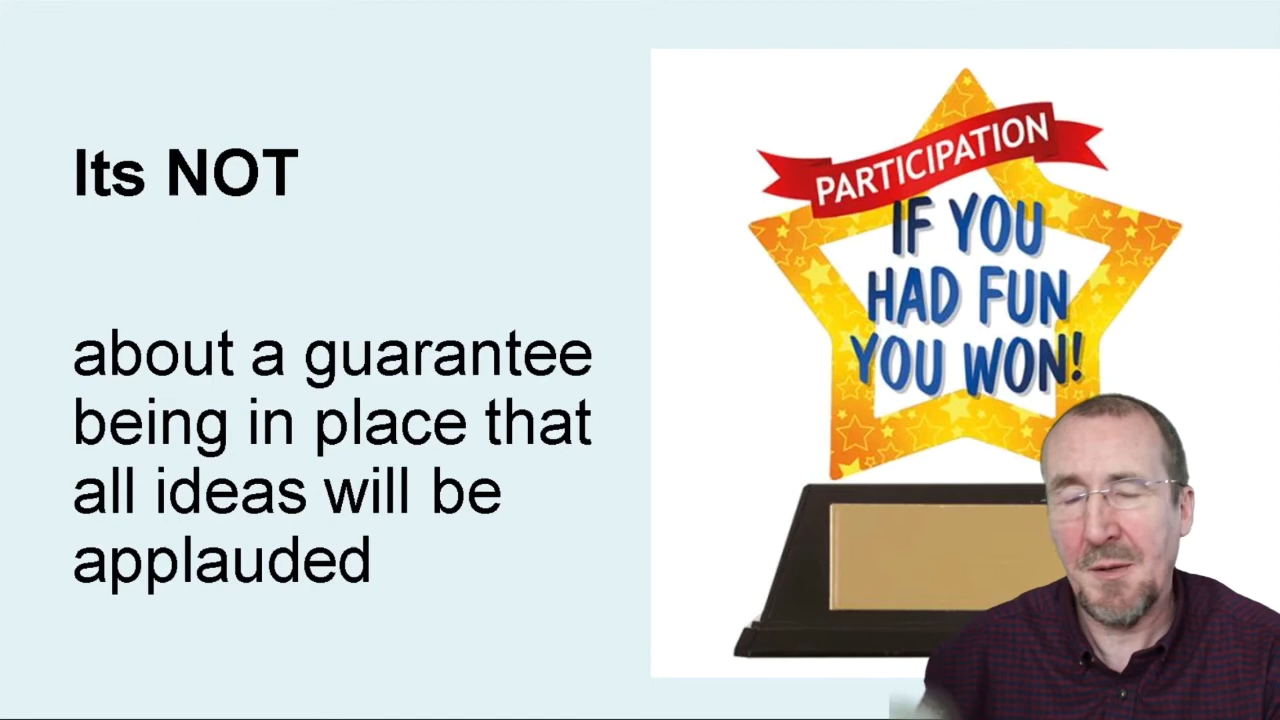 Its NOT
about a guarantee
being in place that
all ideas will be
applauded
PARTICIPATION
IF YOU
HAD FUN
YOU WON!